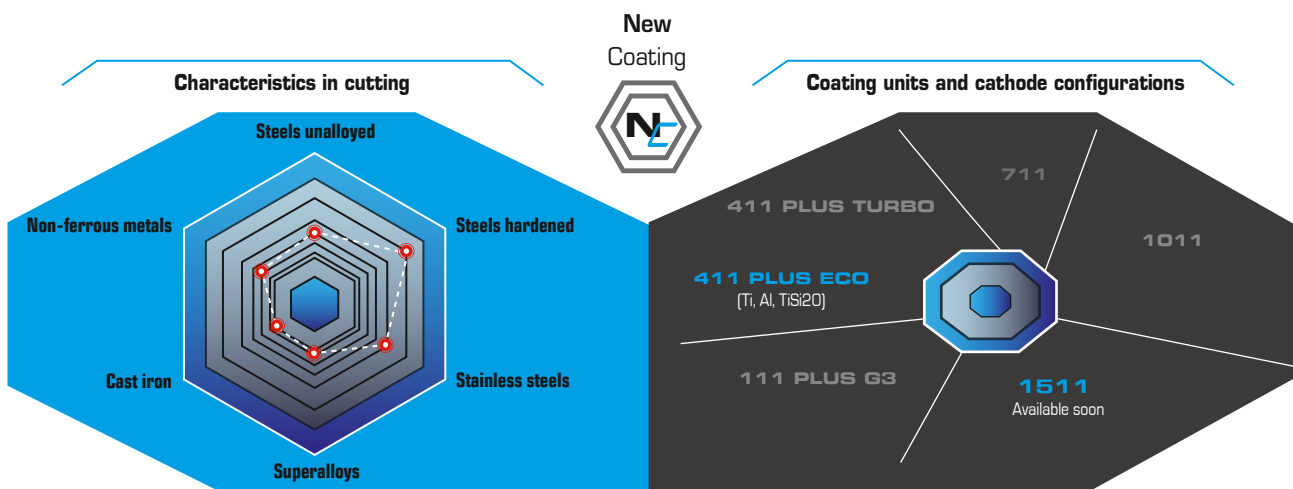 New
Coating
NC
Characteristics in cutting
Steels unalloyed
Steels hardened
Stainless steels
Superalloys
Cast iron
Non-ferrous metals
Coating units and cathode configurations
711
1011
1511
Available soon
111 PLUS G3
411 PLUS ECO
(Ti, Al, TiSi20)
411 PLUS TURBO